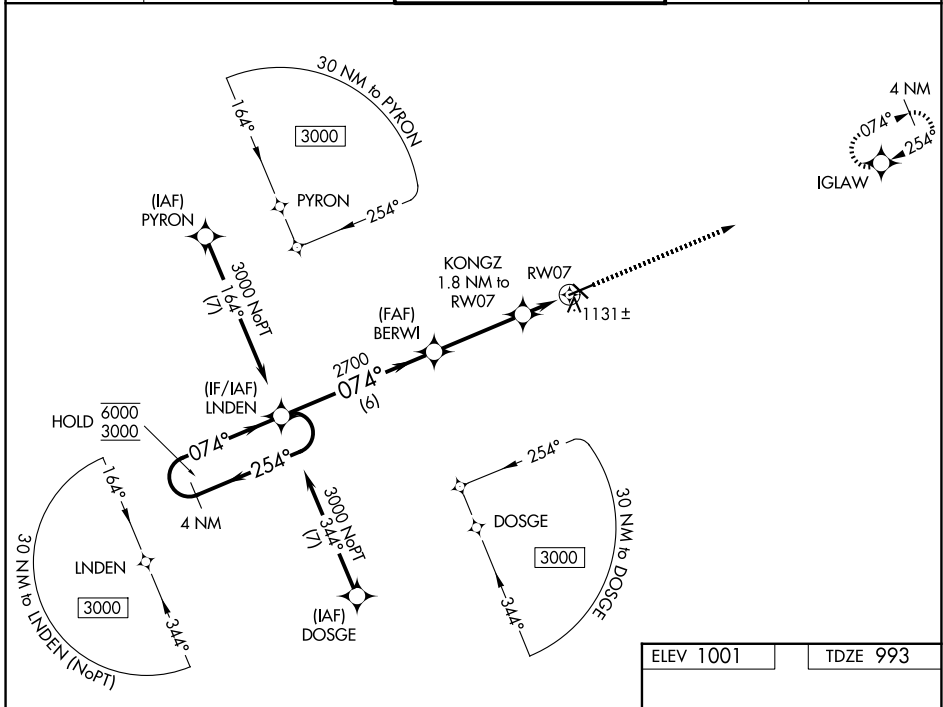 30 NM to PYRON
164°
3000
PYRON
254°
4 NM
074°
254°
IGLAW
(IAF)
PYRON
3000 NoPT
164°
(7)
KONGZ
1.8 NM to
RW07
RW07
1131±
(FAF)
BERWI
2700
074°
(6)
(IF/IAF)
LNDEN
HOLD 6000
3000
074°
254°
4 NM
164°
LNDEN
3000
344°
30 NM to LNDEN (NoPT)
3000 NoPT
344°
(7)
(IAF)
DOSGE
254°
DOSGE
3000
344°
30 NM to DOSGE
ELEV 1001
TDZE 993